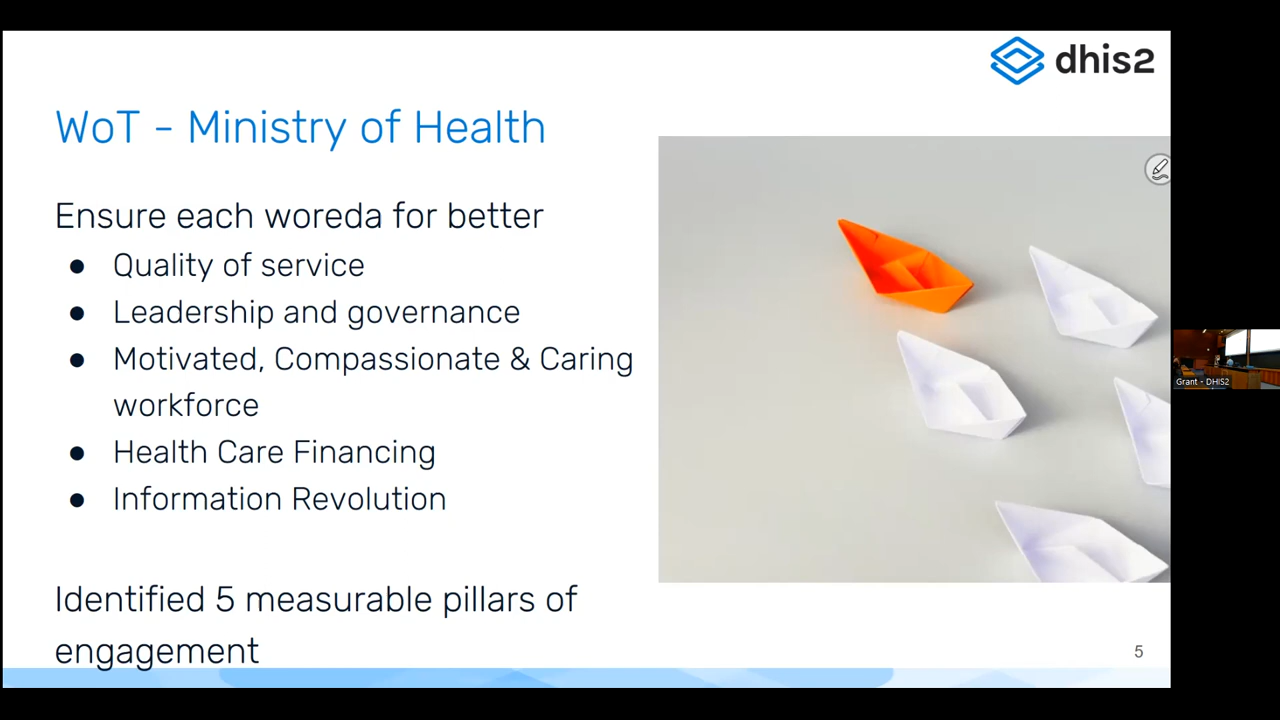 dhis2
WoT - Ministry of Health
Ensure each woreda for better
● Quality of service
● Leadership and governance
● Motivated, Compassionate & Caring
workforce
● Health Care Financing
● Information Revolution
Identified 5 measurable pillars of
engagement
5
Grant - DHIS2